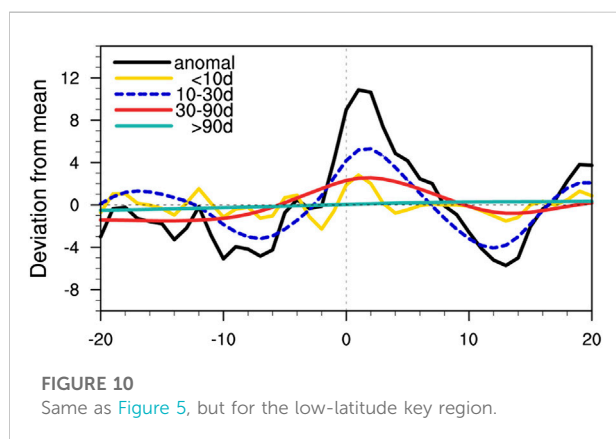 anomal
<10d
10-30d
30-90d
>90d
Deviation from mean
12
8
4
0
-4
-8
-20
-10
0
10
20
FIGURE 10
Same as Figure 5, but for the low-latitude key region.